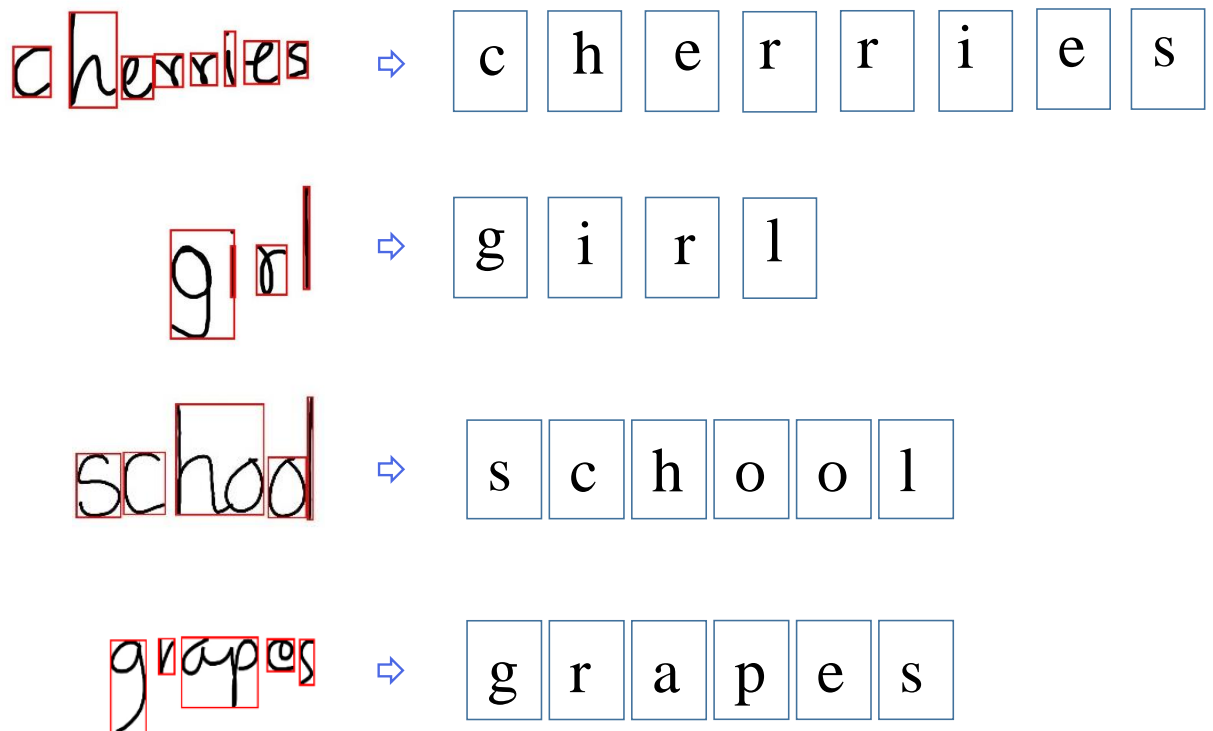 cherries ⇨ c h e r r i e s
girl ⇨ g i r l
school ⇨ s c h o o l
grapes ⇨ g r a p e s